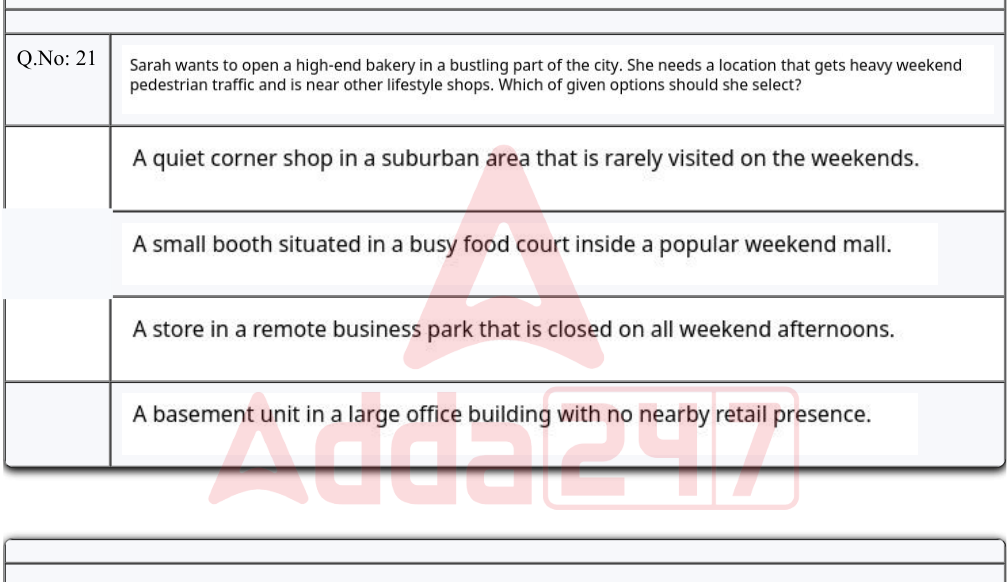 Q.No: 21
Sarah wants to open a high-end bakery in a bustling part of the city. She needs a location that gets heavy weekend
pedestrian traffic and is near other lifestyle shops. Which of given options should she select?
A quiet corner shop in a suburban area that is rarely visited on the weekends.
A small booth situated in a busy food court inside a popular weekend mall.
A store in a remote business park that is closed on all weekend afternoons.
A basement unit in a large office building with no nearby retail presence.
Adda247